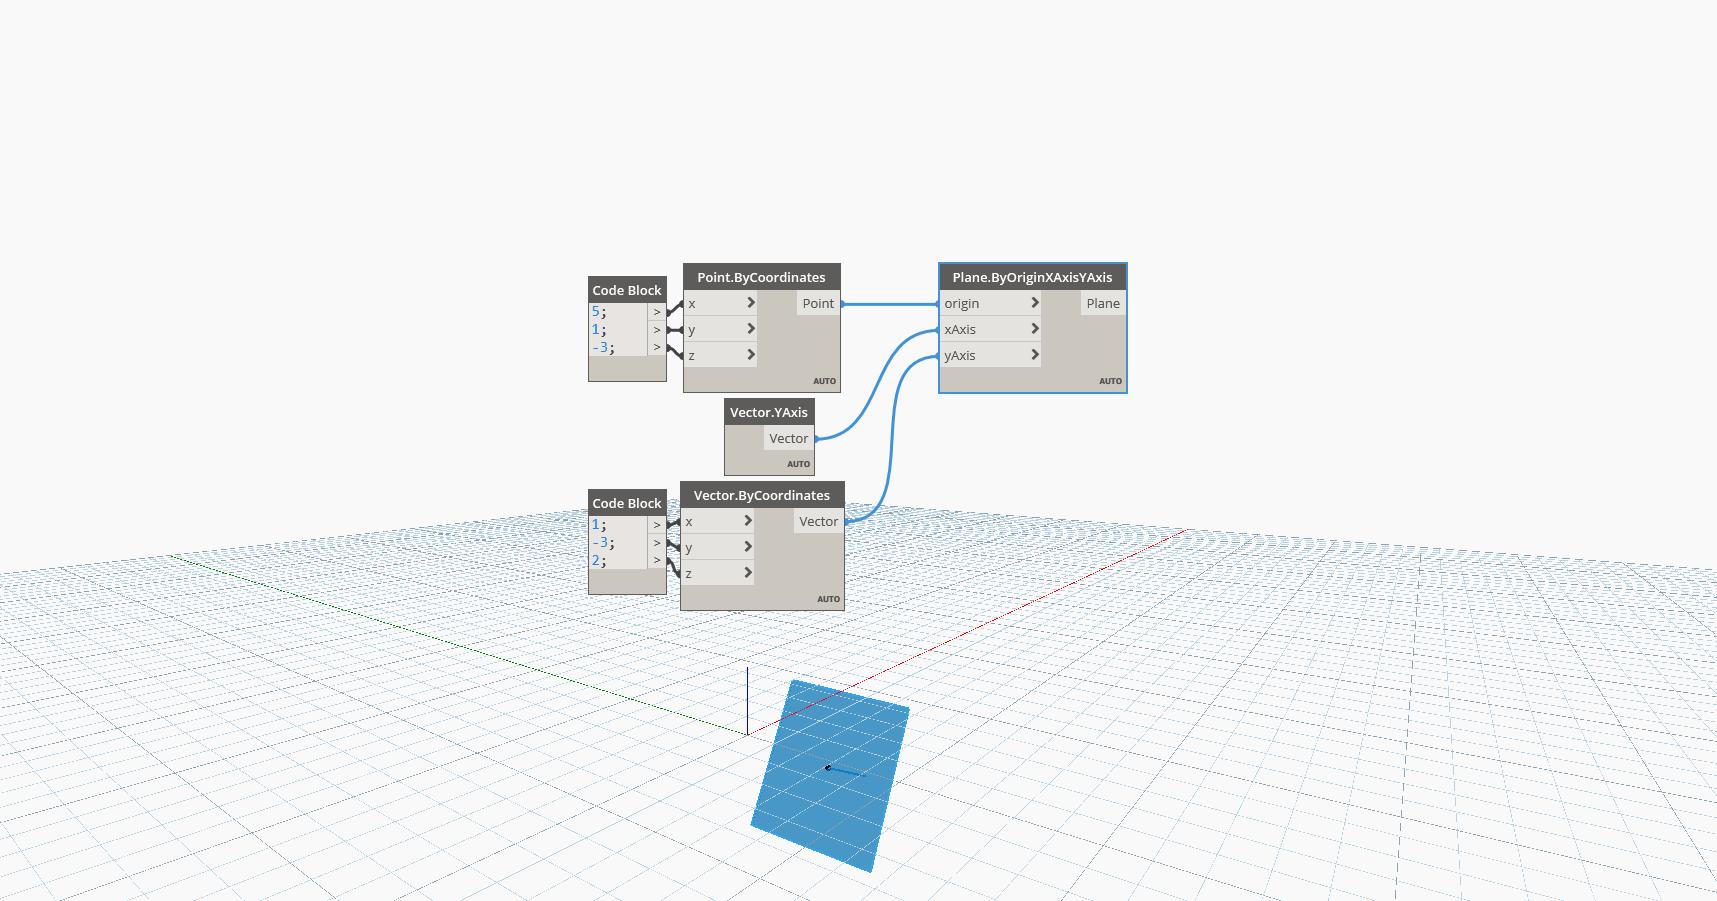 Code Block
5; >
1; >
-3; >
Point.ByCoordinates
x > Point
y >
z >
AUTO
Plane.ByOriginXAxisYAxis
origin > Plane
xAxis >
yAxis >
AUTO
Vector.YAxis
Vector
AUTO
Code Block
1; >
-3; >
2; >
Vector.ByCoordinates
x > Vector
y >
z >
AUTO